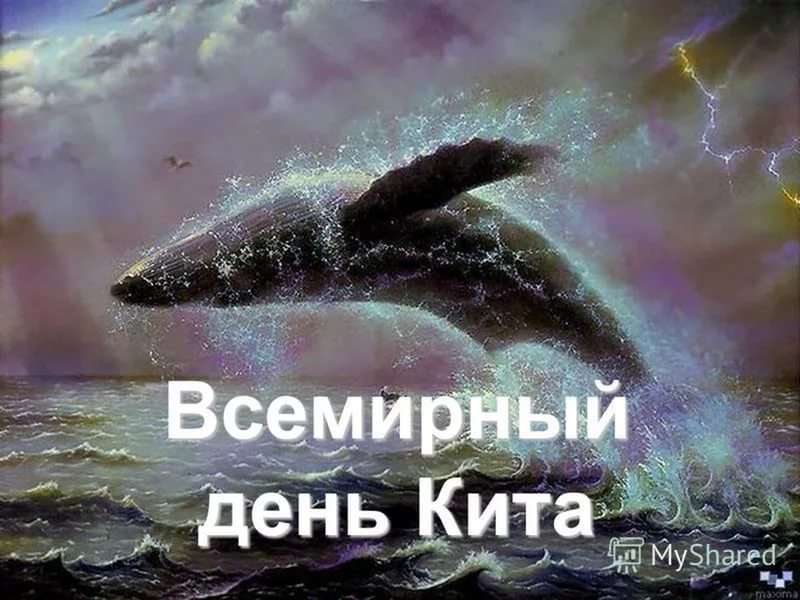 Всемирный
день Кита
MyShared
maxima